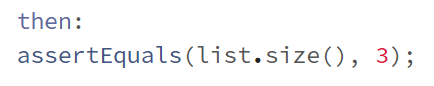 then:
assertEquals(list.size(), 3);